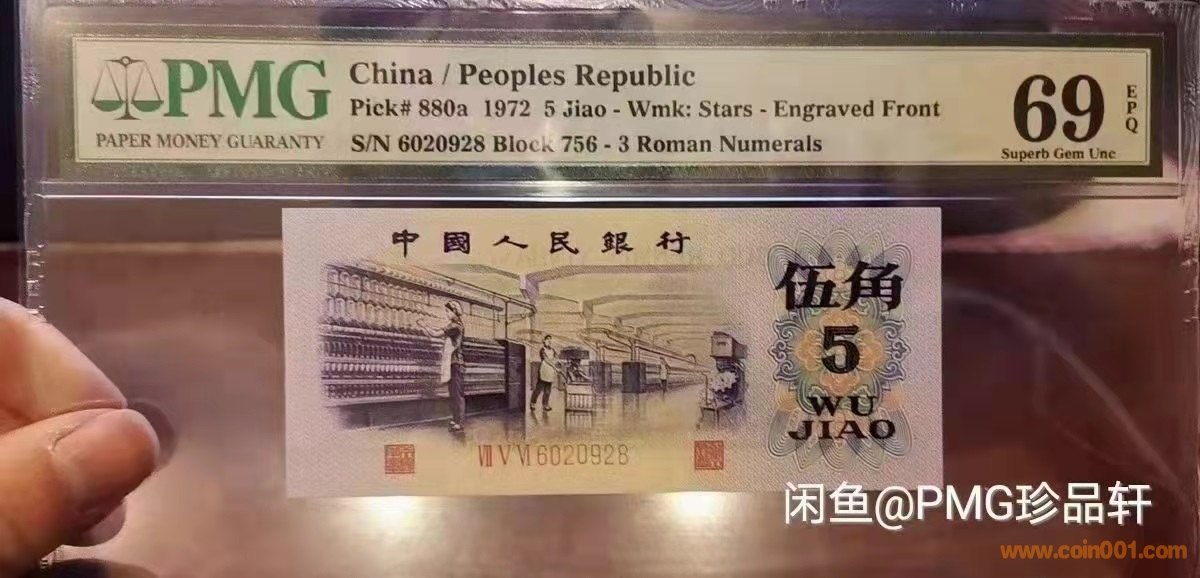 PMG
PAPER MONEY GUARANTY
China / Peoples Republic
Pick# 880a 1972 5 Jiao - Wmk: Stars - Engraved Front
S/N 6020928 Block 756 - 3 Roman Numerals
69
EPQ
Superb Gem Unc
中國人民銀行
伍角
5
WU
JIAO
Ⅶ Ⅴ Ⅵ 6020928
闲鱼@PMG珍品轩
www.coin001.com